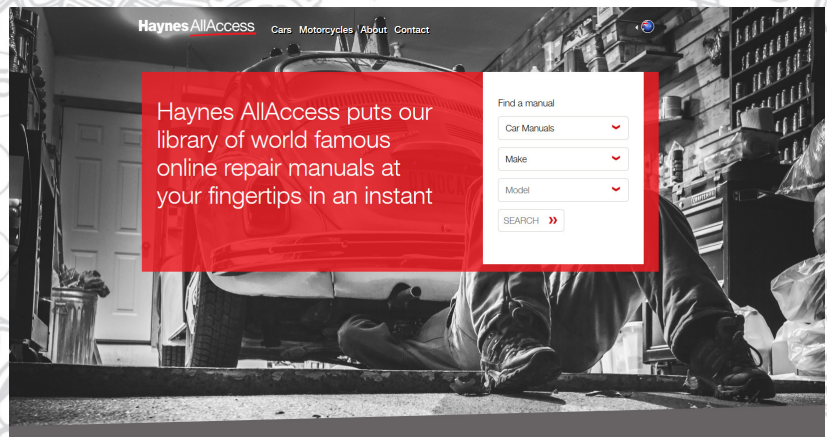 Haynes AllAccess
Cars Motorcycles About Contact
Haynes AllAccess puts our
library of world famous
online repair manuals at
your fingertips in an instant
Find a manual
Car Manuals
Make
Model
SEARCH